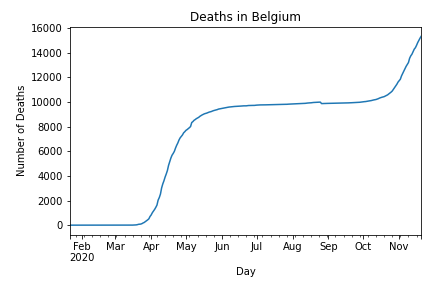 Deaths in Belgium
16000
14000
12000
10000
8000
6000
4000
2000
0
Number of Deaths
Feb Mar Apr May Jun Jul Aug Sep Oct Nov
2020
Day